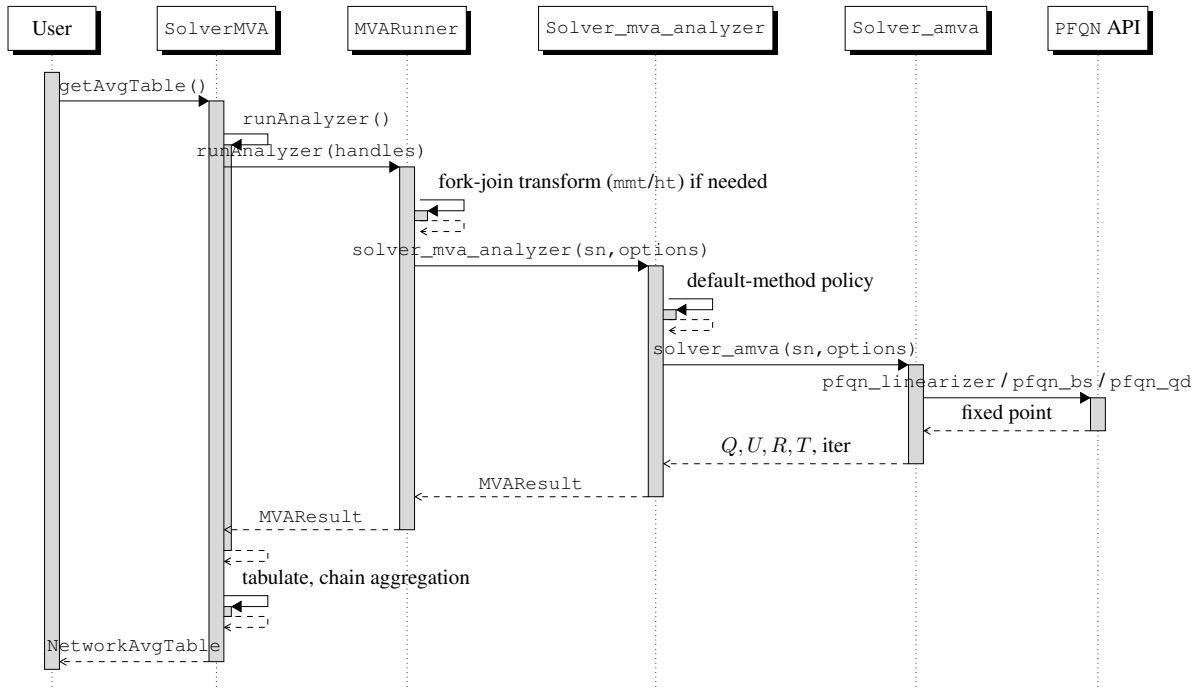 User
SolverMVA
MVARunner
Solver_mva_analyzer
Solver_amva
PFQN API
getAvgTable()
runAnalyzer()
runAnalyzer(handles)
fork-join transform (mmt/ht) if needed
solver_mva_analyzer(sn,options)
default-method policy
solver_amva(sn,options)
pfqn_linearizer / pfqn_bs / pfqn_qd
fixed point
Q, U, R, T, iter
MVAResult
MVAResult
tabulate, chain aggregation
NetworkAvgTable